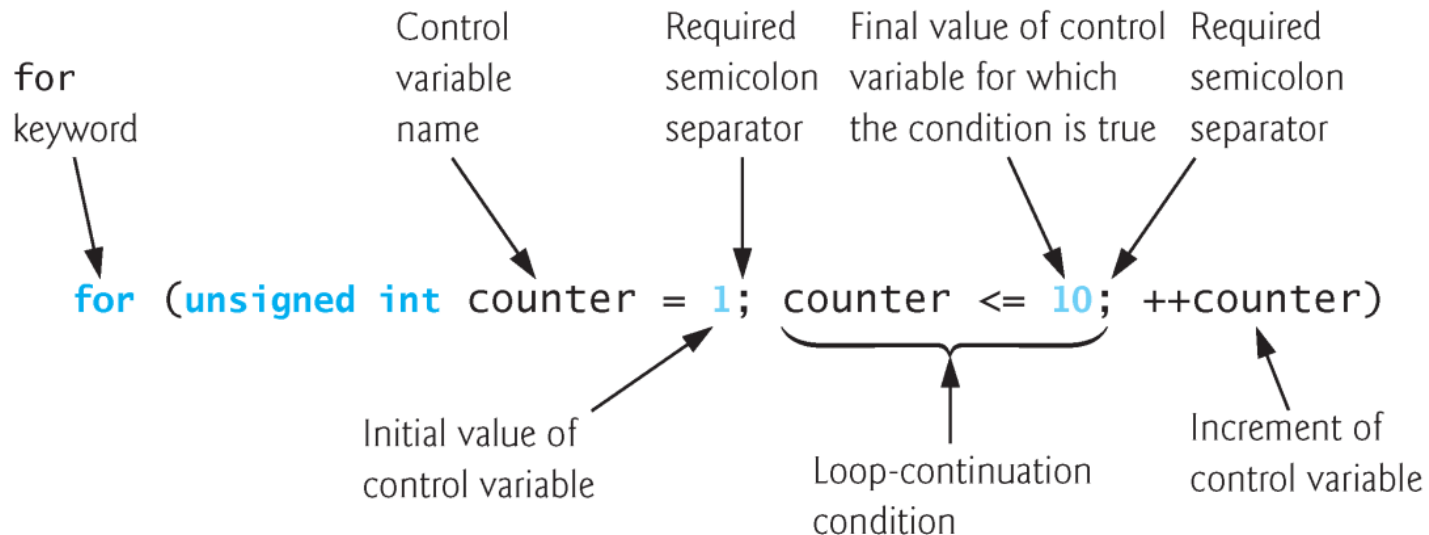 for
keyword
Control
variable
name
Required
semicolon
separator
Final value of control
variable for which
the condition is true
Required
semicolon
separator
for (unsigned int counter = 1; counter <= 10; ++counter)
Initial value of
control variable
Loop-continuation
condition
Increment of
control variable